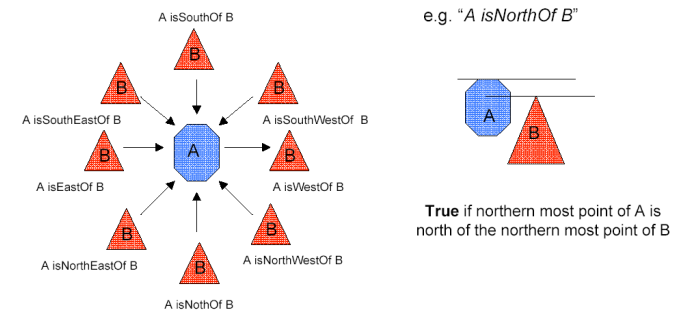 A isSouthOf B
e.g. “A isNorthOf B”
B
B
B
A isSouthEastOf B
A isSouthWestOf B
A
B
B
A isEastOf B
A isWestOf B
B
B
A isNorthEastOf B
A isNorthWestOf B
B
A isNothOf B
A
B
True if northern most point of A is
north of the northern most point of B